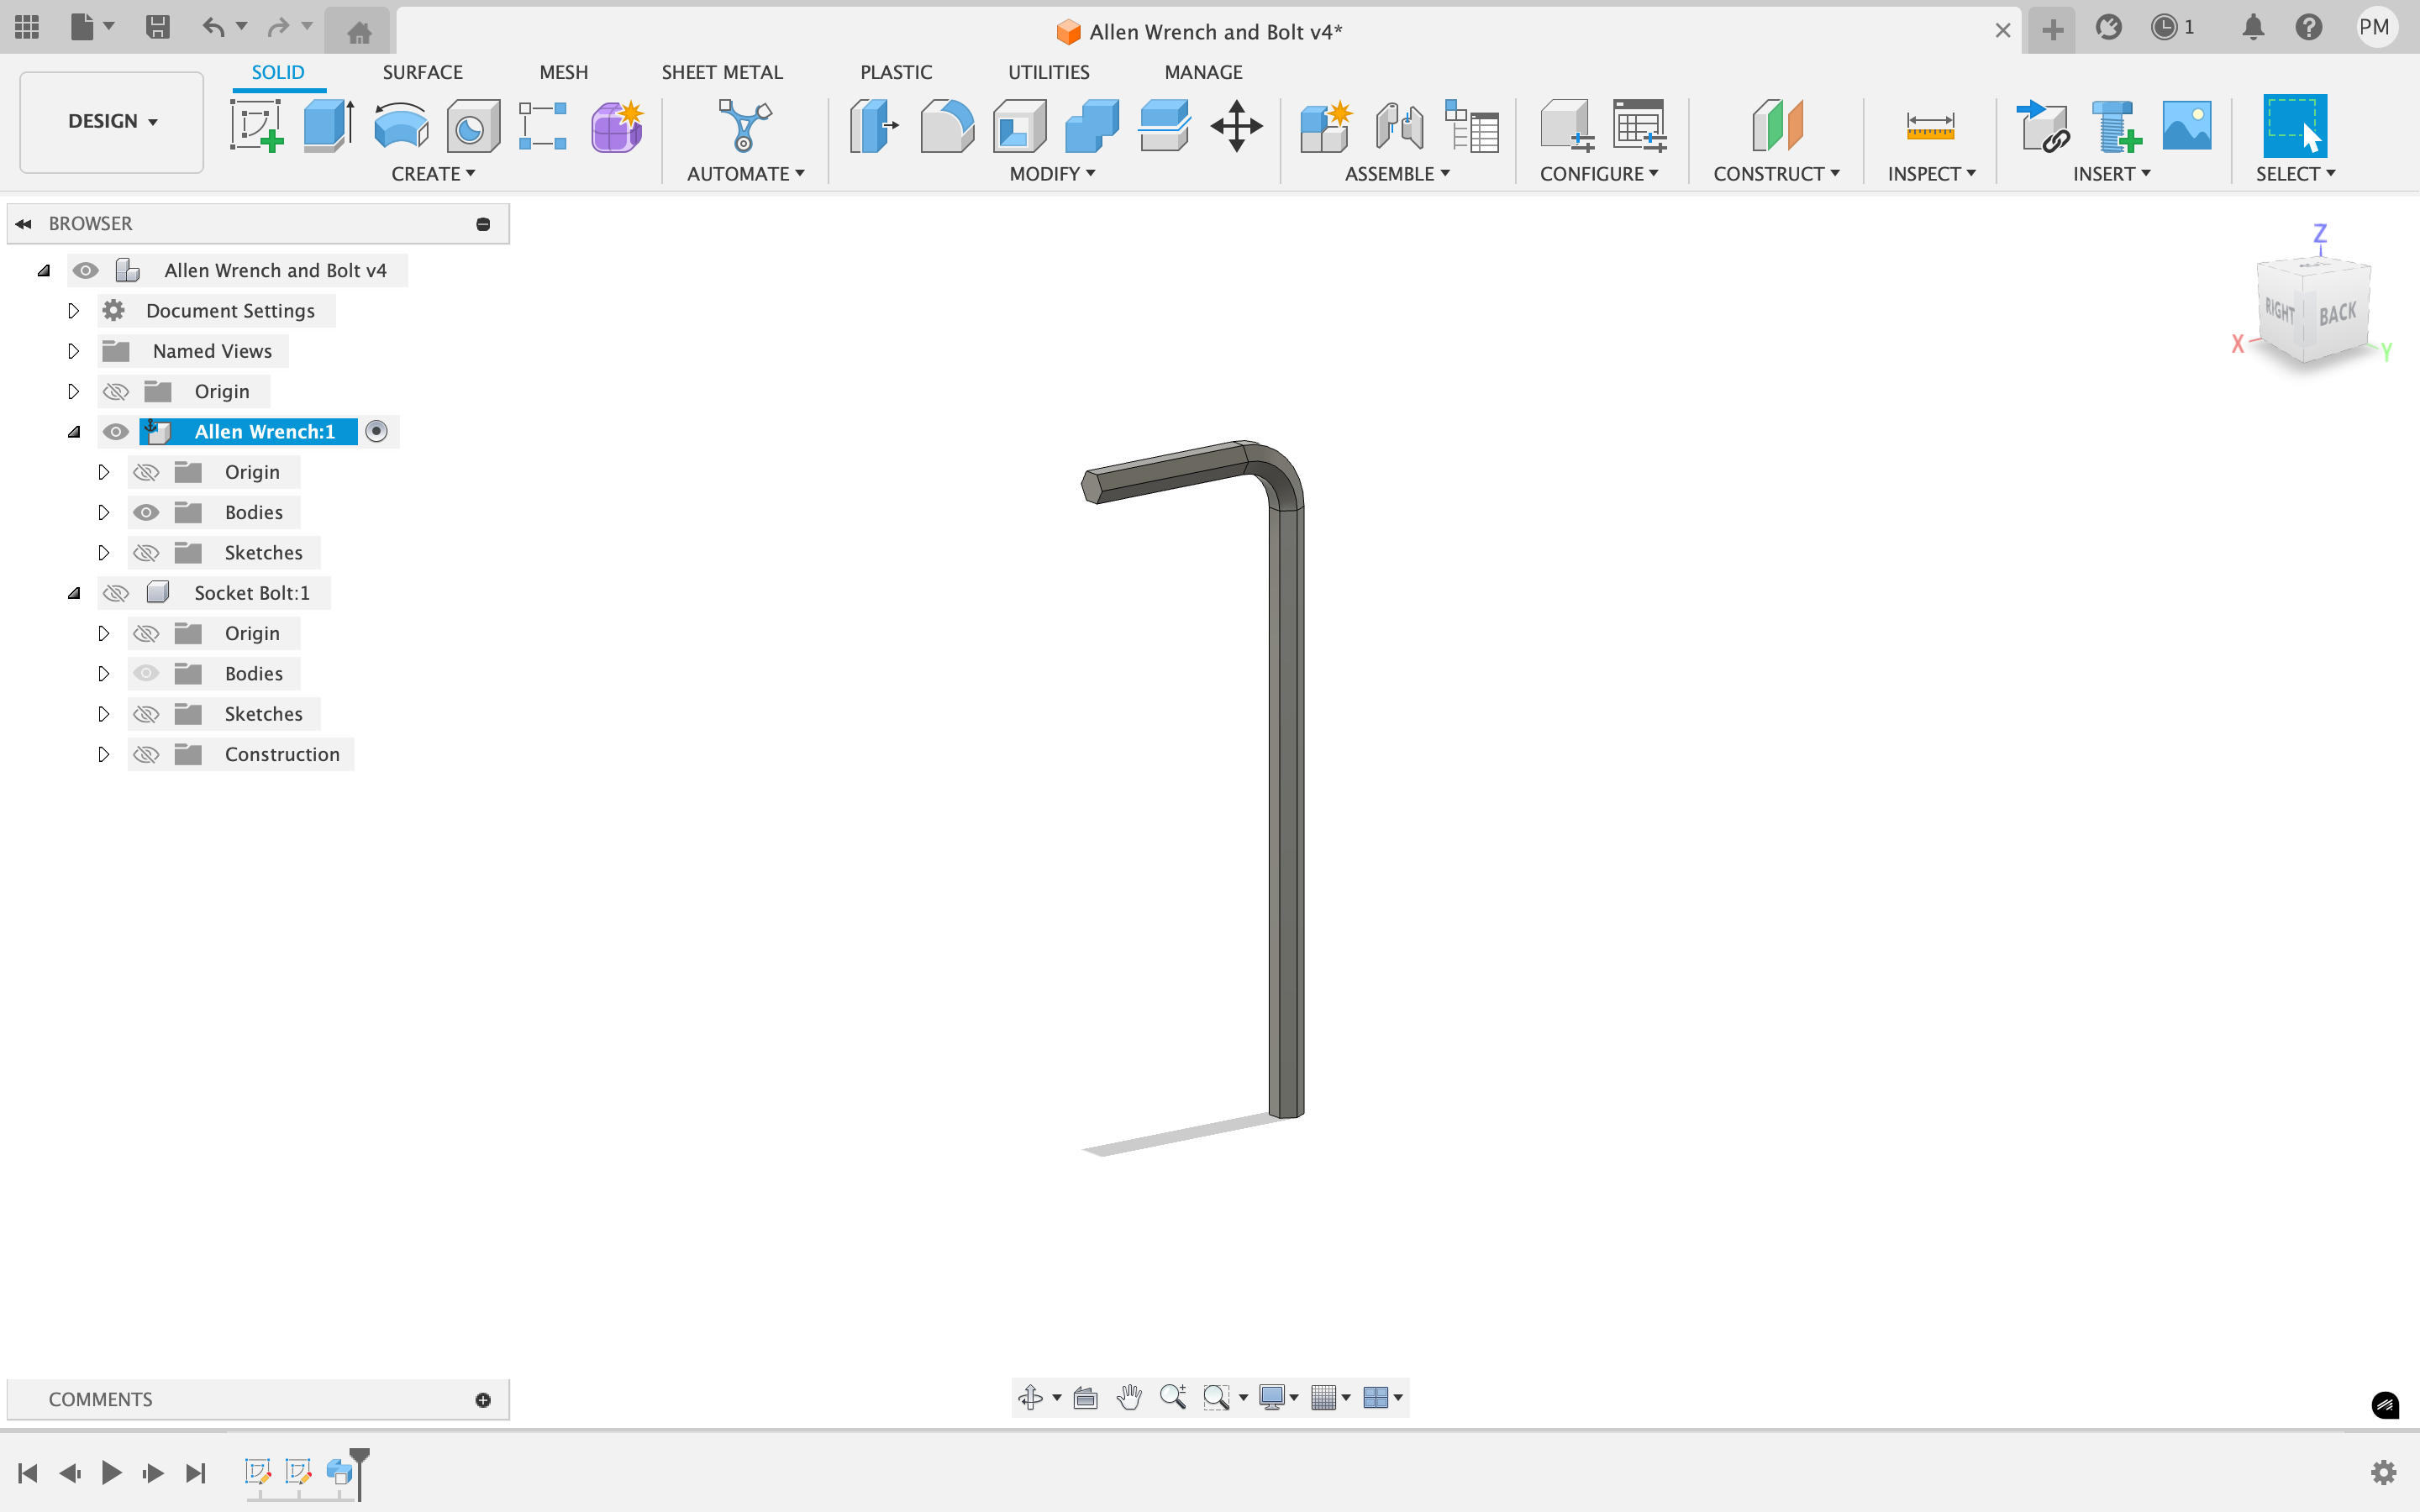 Allen Wrench and Bolt v4*
1
PM
DESIGN
SOLID
SURFACE
MESH
SHEET METAL
PLASTIC
UTILITIES
MANAGE
CREATE
AUTOMATE
MODIFY
ASSEMBLE
CONFIGURE
CONSTRUCT
INSPECT
INSERT
SELECT
BROWSER
Allen Wrench and Bolt v4
Document Settings
Named Views
Origin
Allen Wrench:1
Origin
Bodies
Sketches
Socket Bolt:1
Origin
Bodies
Sketches
Construction
Z
RIGHT
BACK
X
Y
COMMENTS